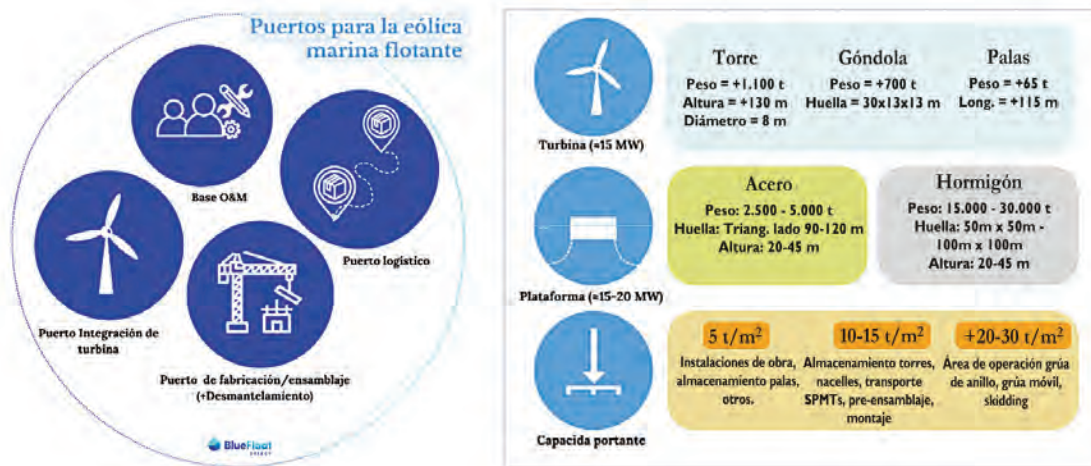 Puertos para la eólica
marina flotante
Base O&M
Puerto logístico
Puerto Integración de
turbina
Puerto de fabricación/ensamblaje
(+Desmantelamiento)
BlueFloat
ENERGY
Turbina (≈15 MW)
Torre
Peso = +1.100 t
Altura = +130 m
Diámetro = 8 m
Góndola
Peso = +700 t
Huella = 30x13x13 m
Palas
Peso = +65 t
Long. = +115 m
Plataforma (≈15-20 MW)
Acero
Peso: 2.500 - 5.000 t
Huella: Triang. lado 90-120 m
Altura: 20-45 m
Hormigón
Peso: 15.000 - 30.000 t
Huella: 50m x 50m -
100m x 100m
Altura: 20-45 m
Capacida portante
5 t/m²
Instalaciones de obra,
almacenamiento palas,
otros.
10-15 t/m²
Almacenamiento torres,
nacelles, transporte
SPMTs, pre-ensamblaje,
montaje
+20-30 t/m²
Área de operación grúa
de anillo, grúa móvil,
skidding